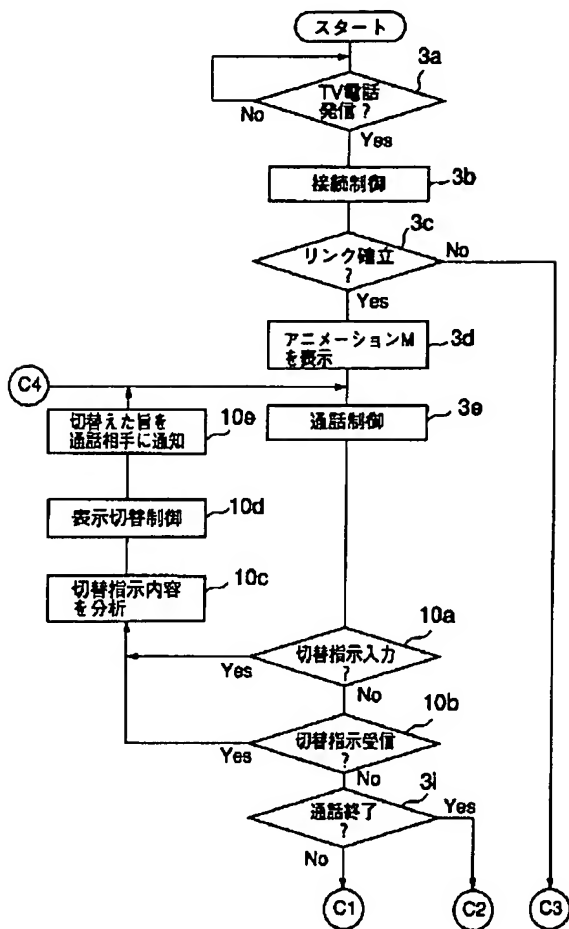 スタート
3a
TV電話
発信?
No
Yes
接続制御
3b
3c
リンク確立
?
No
Yes
アニメーションM
を表示
3d
C4
切替えた旨を
通話相手に通知
10e
通話制御
3e
表示切替制御
10d
切替指示内容
を分析
10c
10a
切替指示入力
?
Yes
No
10b
切替指示受信
?
Yes
No
3i
通話終了
?
Yes
No
C1
C2
C3